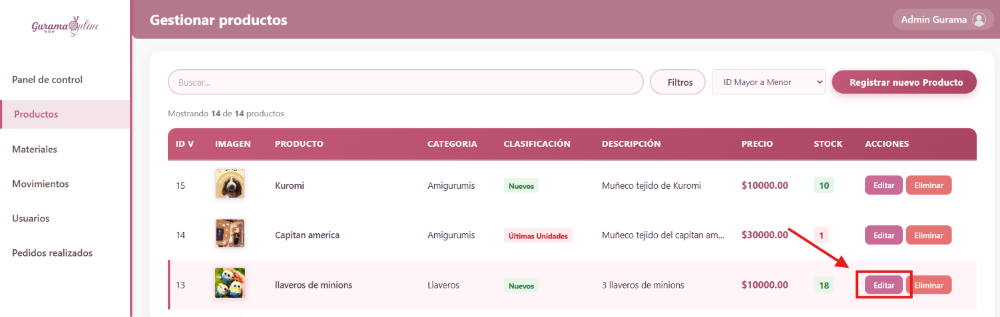 Gurama Online
Gestionar productos
Admin Gurama
Panel de control
Productos
Materiales
Movimientos
Usuarios
Pedidos realizados
Buscar...
Filtros
ID Mayor a Menor
Registrar nuevo Producto
Mostrando 14 de 14 productos
ID V IMAGEN PRODUCTO CATEGORIA CLASIFICACIÓN DESCRIPCIÓN PRECIO STOCK ACCIONES
15 Kuromi Amigurumis Nuevos Muñeco tejido de Kuromi $10000.00 10 Editar Eliminar
14 Capitan america Amigurumis Últimas Unidades Muñeco tejido del capitan am... $30000.00 1 Editar Eliminar
13 llaveros de minions Llaveros Nuevos 3 llaveros de minions $10000.00 18 Editar Eliminar